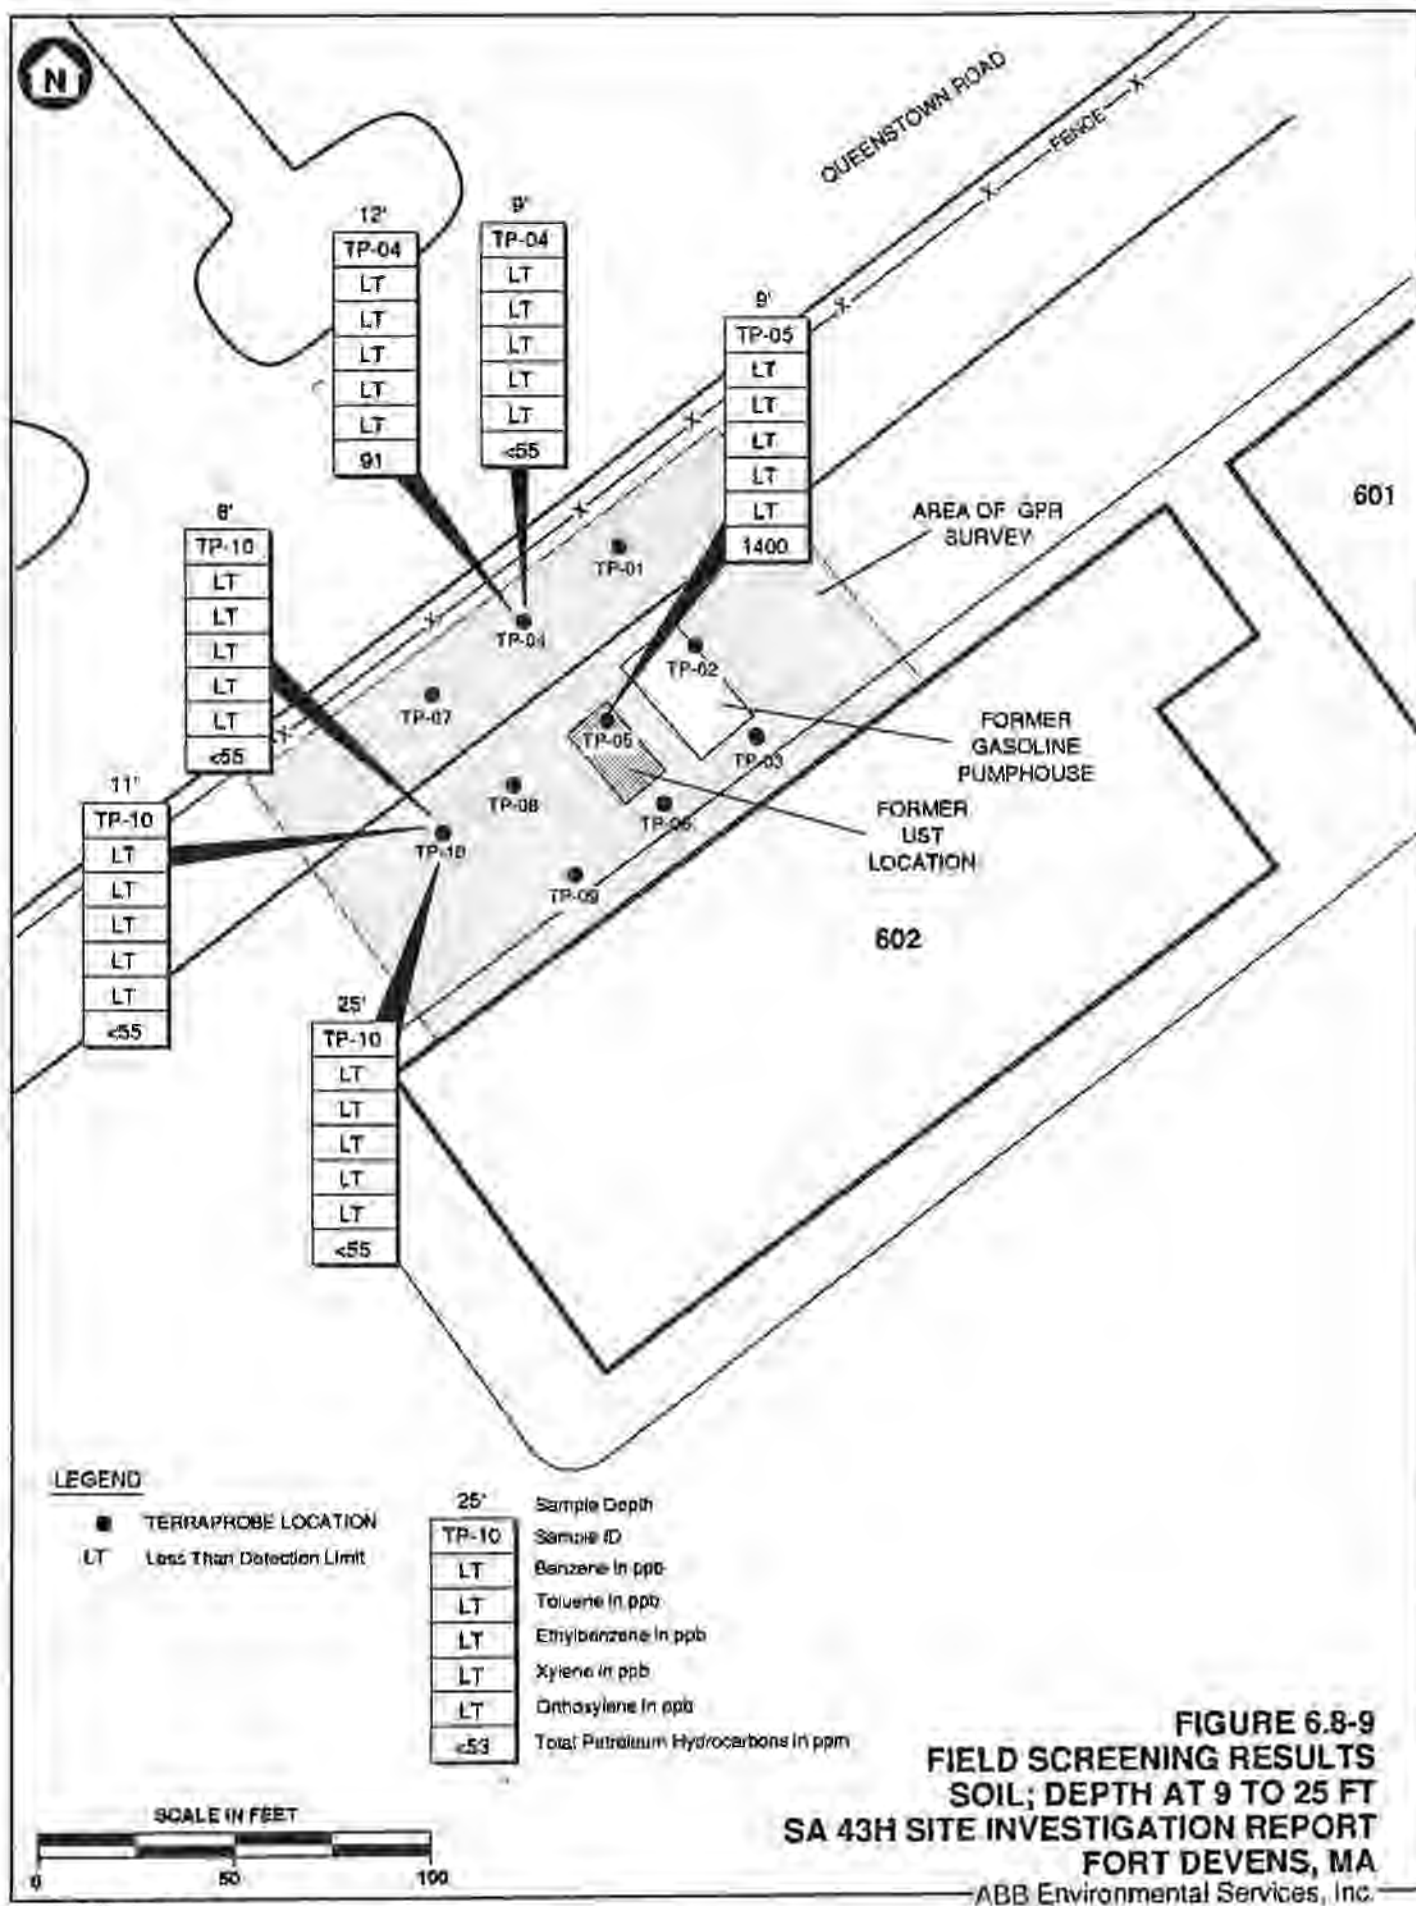 N
QUEENSTOWN ROAD
FENCE
12'
TP-04
LT
LT
LT
LT
LT
91
9'
TP-04
LT
LT
LT
LT
LT
<55
9'
TP-05
LT
LT
LT
LT
LT
1400
TP-10
LT
LT
LT
LT
LT
<55
11'
TP-10
LT
LT
LT
LT
LT
<55
25'
TP-10
LT
LT
LT
LT
LT
<55
TP-01
TP-04
TP-02
TP-07
TP-05
TP-03
TP-08
TP-06
TP-10
TP-09
AREA OF GPR
SURVEY
601
FORMER
GASOLINE
PUMPHOUSE
FORMER
UST
LOCATION
602
LEGEND
TERRAPROBE LOCATION
LT Less Than Detection Limit
25' Sample Depth
TP-10 Sample ID
LT Benzene in ppb
LT Toluene in ppb
LT Ethylbenzene in ppb
LT Xylene in ppb
LT Orthoxylene in ppb
<53 Total Petroleum Hydrocarbons in ppm
SCALE IN FEET
0 50 100
FIGURE 6.8-9
FIELD SCREENING RESULTS
SOIL; DEPTH AT 9 TO 25 FT
SA 43H SITE INVESTIGATION REPORT
FORT DEVENS, MA
ABB Environmental Services, Inc.